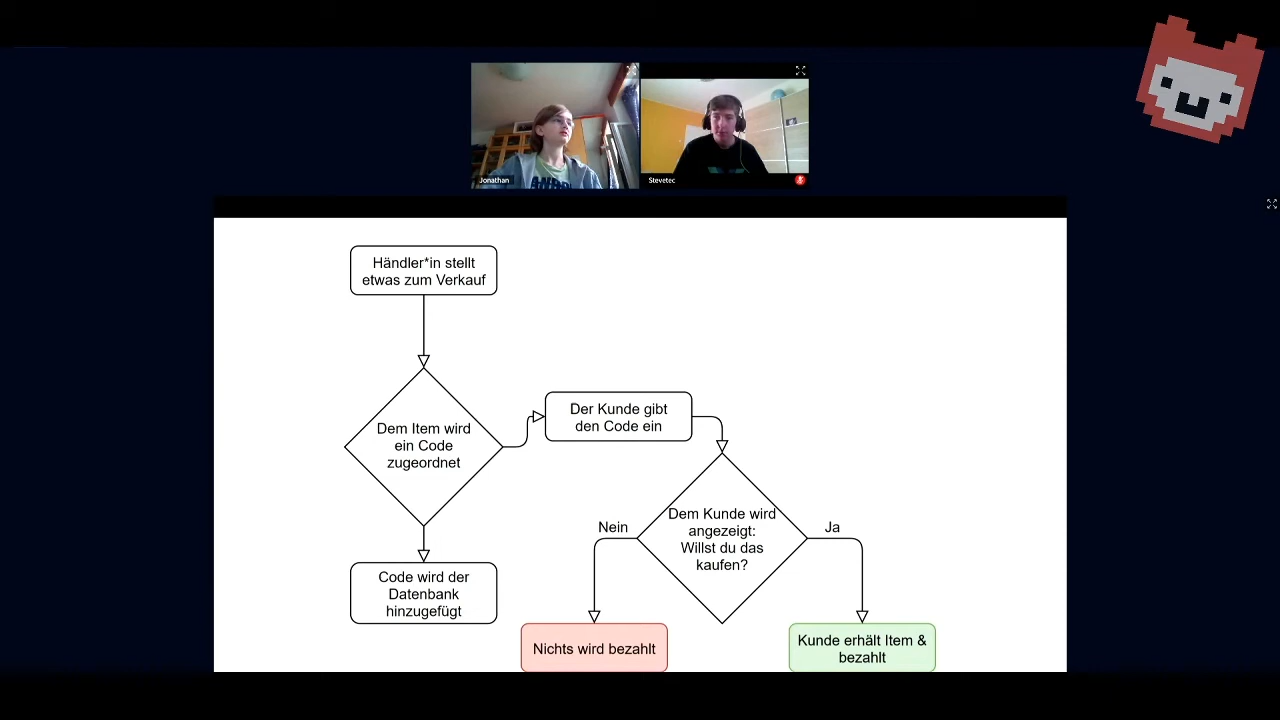 Jonathan
Stevetec
Händler*in stellt
etwas zum Verkauf
Dem Item wird
ein Code
zugeordnet
Code wird der
Datenbank
hinzugefügt
Der Kunde gibt
den Code ein
Dem Kunde wird
angezeigt:
Willst du das
kaufen?
Nein
Ja
Nichts wird bezahlt
Kunde erhält Item &
bezahlt